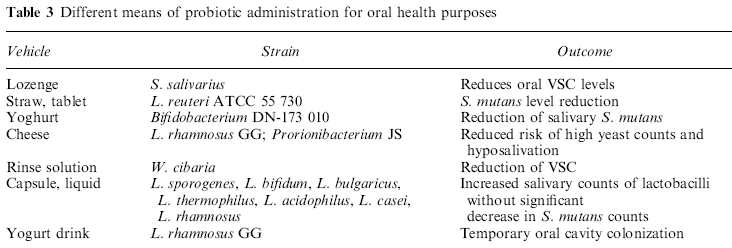 Table 3 Different means of probiotic administration for oral health purposes
Vehicle Strain Outcome
Lozenge S. salivarius Reduces oral VSC levels
Straw, tablet L. reuteri ATCC 55 730 S. mutans level reduction
Yoghurt Bifidobacterium DN-173 010 Reduction of salivary S. mutans
Cheese L. rhamnosus GG; Prorionibacterium JS Reduced risk of high yeast counts and
hyposalivation
Rinse solution W. cibaria Reduction of VSC
Capsule, liquid L. sporogenes, L. bifidum, L. bulgaricus, Increased salivary counts of lactobacilli
L. thermophilus, L. acidophilus, L. casei, without significant
L. rhamnosus decrease in S. mutans counts
Yogurt drink L. rhamnosus GG Temporary oral cavity colonization